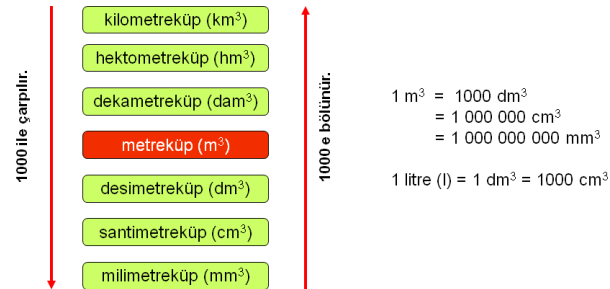 1000 ile çarpılır.
kilometreküp (km³)
hektometreküp (hm³)
dekametreküp (dam³)
metreküp (m³)
desimetreküp (dm³)
santimetreküp (cm³)
milimetreküp (mm³)
1000 e bölünür.
1 m³ = 1000 dm³
= 1 000 000 cm³
= 1 000 000 000 mm³
1 litre (l) = 1 dm³ = 1000 cm³